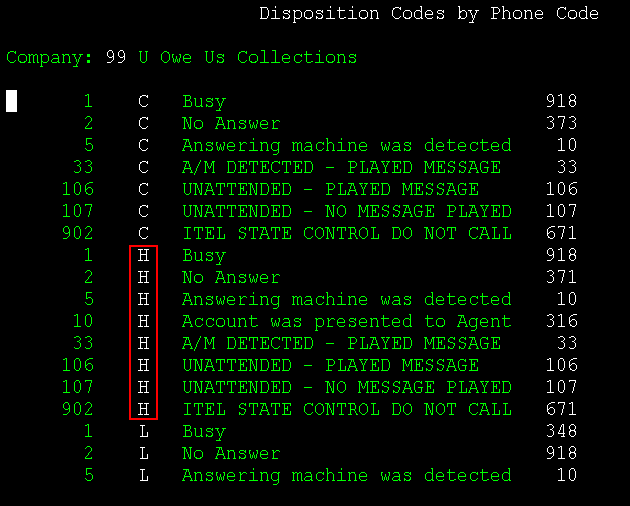 Disposition Codes by Phone Code
Company: 99 U Owe Us Collections
1 C Busy 918
2 C No Answer 373
5 C Answering machine was detected 10
33 C A/M DETECTED - PLAYED MESSAGE 33
106 C UNATTENDED - PLAYED MESSAGE 106
107 C UNATTENDED - NO MESSAGE PLAYED 107
902 C ITEL STATE CONTROL DO NOT CALL 671
1 H Busy 918
2 H No Answer 371
5 H Answering machine was detected 10
10 H Account was presented to Agent 316
33 H A/M DETECTED - PLAYED MESSAGE 33
106 H UNATTENDED - PLAYED MESSAGE 106
107 H UNATTENDED - NO MESSAGE PLAYED 107
902 H ITEL STATE CONTROL DO NOT CALL 671
1 L Busy 348
2 L No Answer 918
5 L Answering machine was detected 10